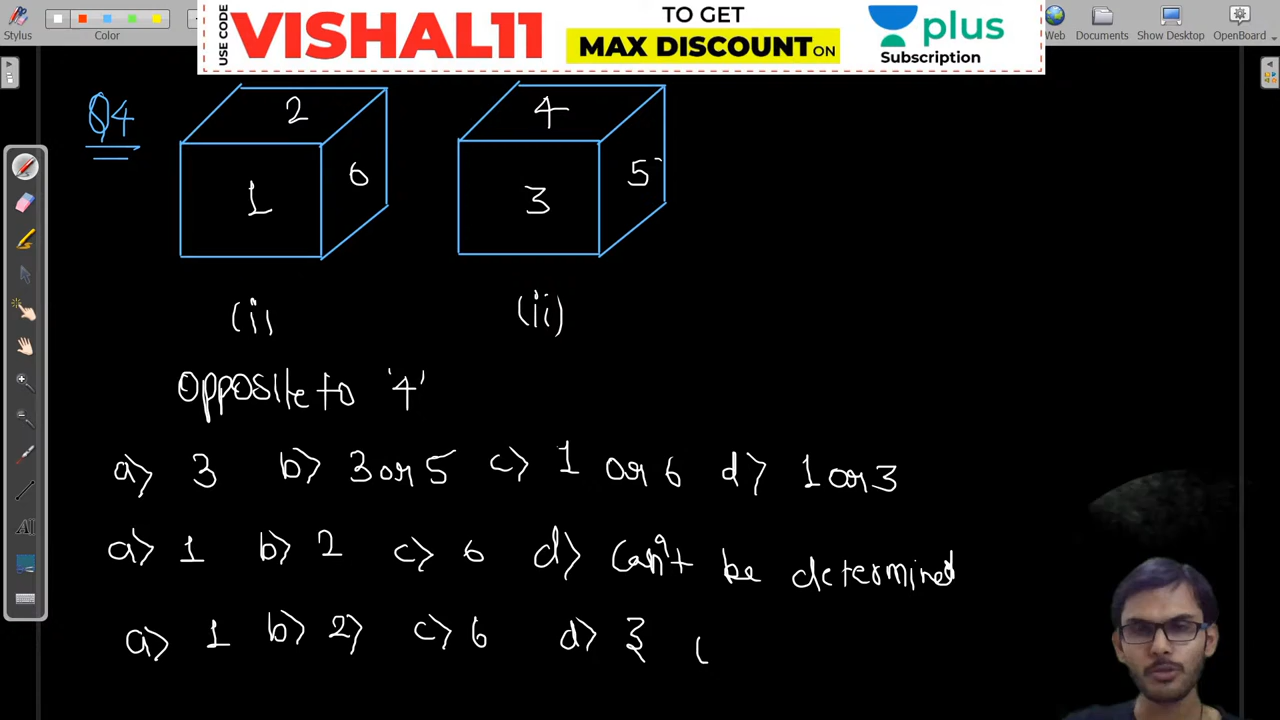 Stylus
Color
USE CODE
VISHAL11
TO GET
MAX DISCOUNT ON
plus
Subscription
Web
Documents
Show Desktop
OpenBoard
Q4
2
1
6
4
3
5
(i)
(ii)
opposite to '4'
a) 3 b) 3 or 5 c) 1 or 6 d) 1 or 3
a) 1 b) 2 c) 6 d) Can't be determined
a) 1 b) 2) c) 6 d) 3 (